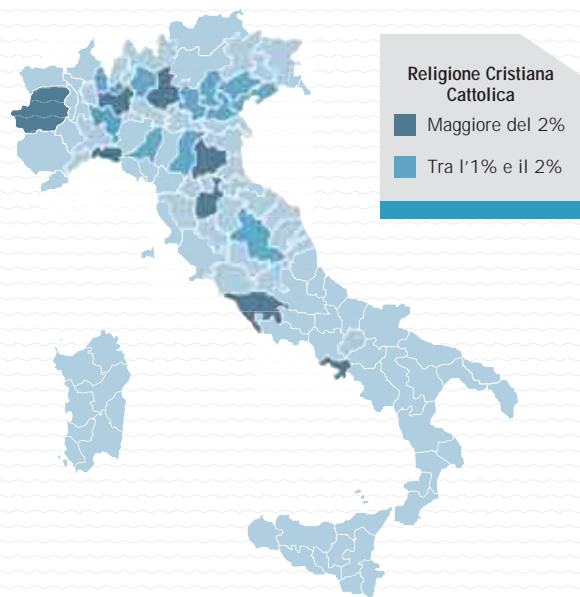 Religione Cristiana
Cattolica
Maggiore del 2%
Tra l'1% e il 2%